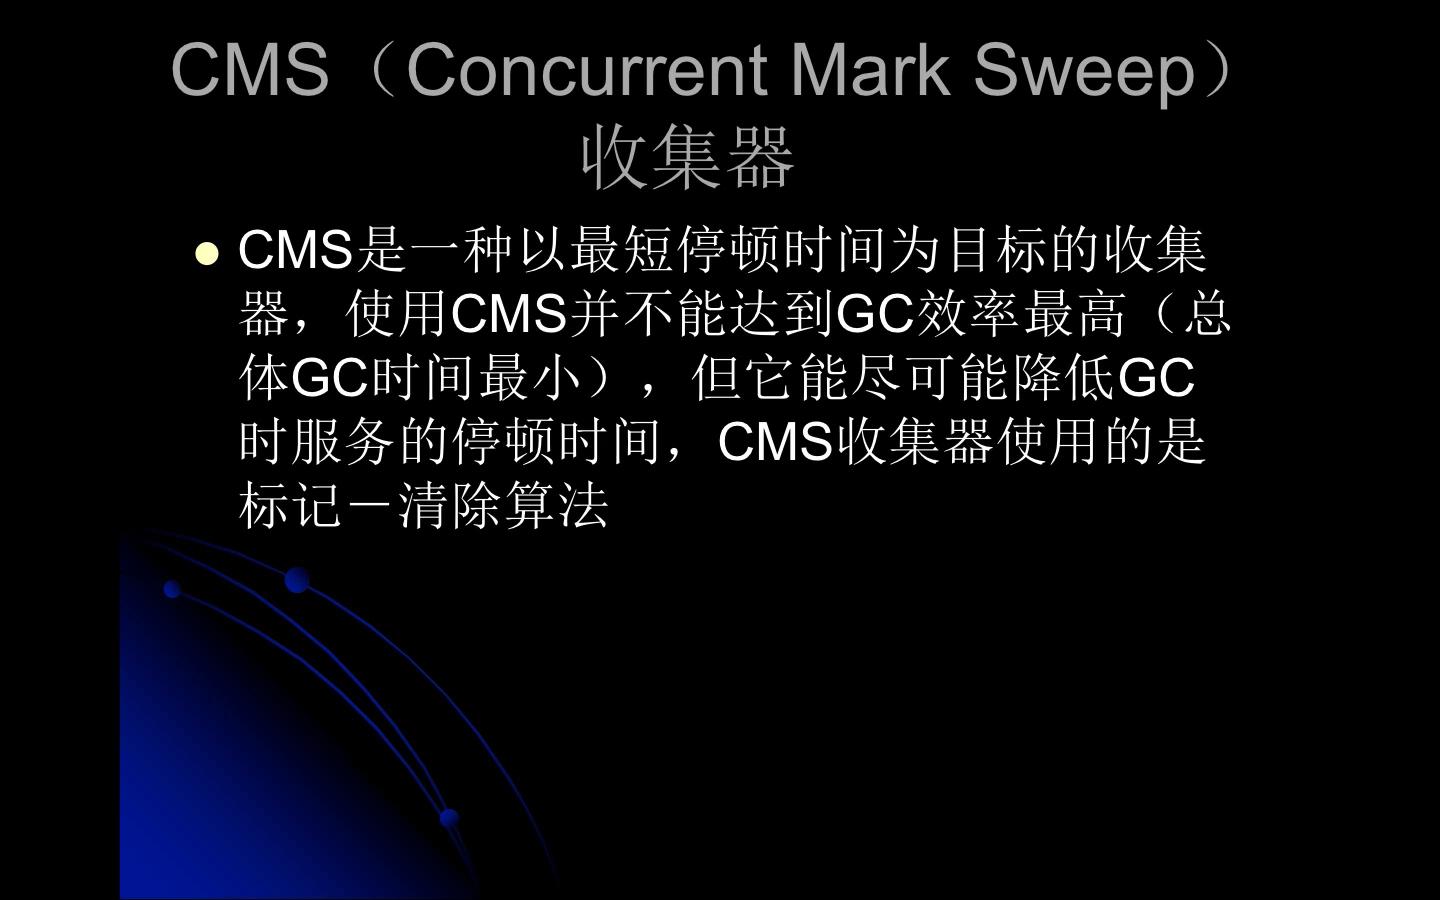 CMS（Concurrent Mark Sweep）
收集器
CMS是一种以最短停顿时间为目标的收集
器，使用CMS并不能达到GC效率最高（总
体GC时间最小），但它能尽可能降低GC
时服务的停顿时间，CMS收集器使用的是
标记－清除算法